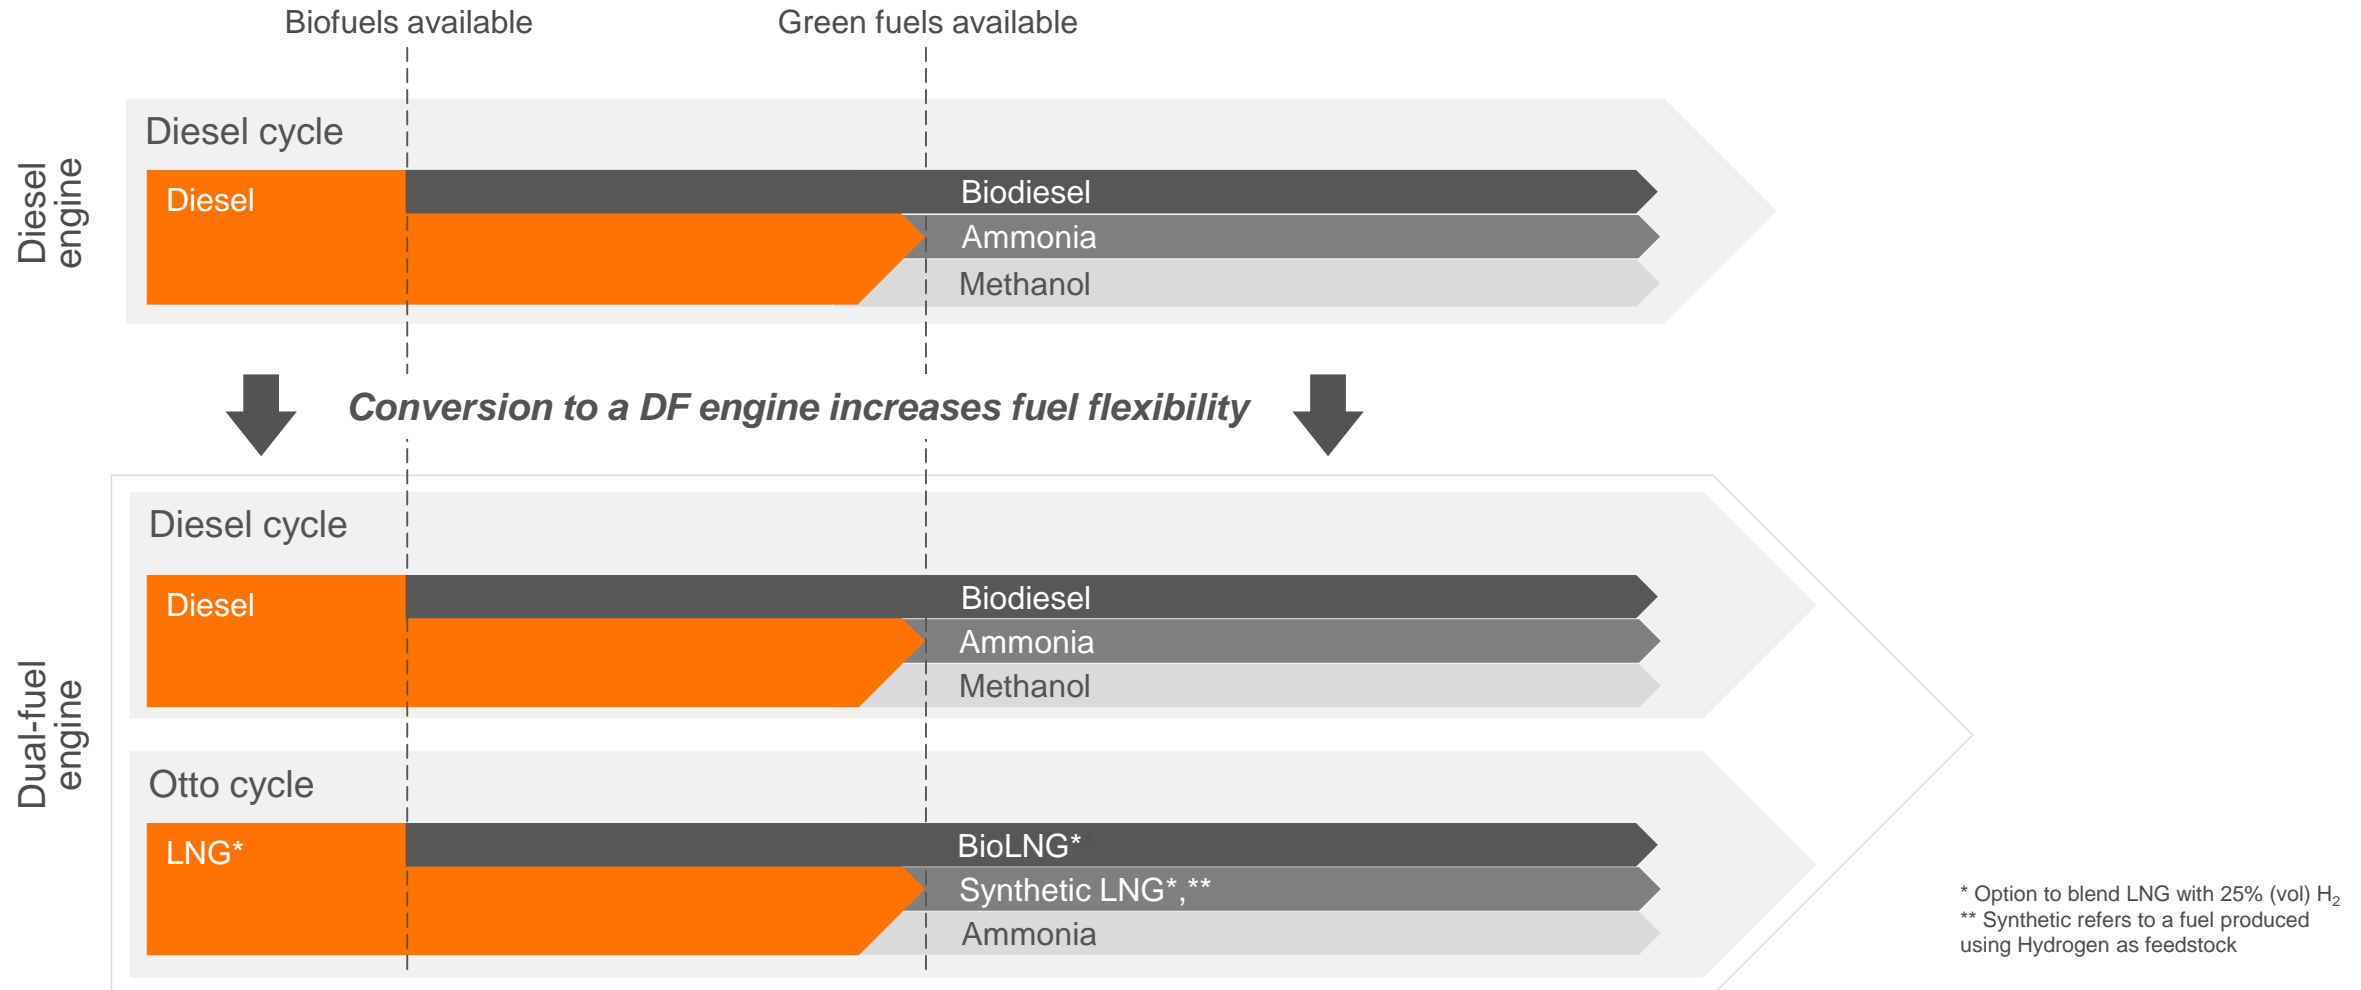 Biofuels available
Green fuels available
Diesel
engine
Diesel cycle
Diesel
Biodiesel
Ammonia
Methanol
Conversion to a DF engine increases fuel flexibility
Dual-fuel
engine
Diesel cycle
Diesel
Biodiesel
Ammonia
Methanol
Otto cycle
LNG*
BioLNG*
Synthetic LNG*,**
Ammonia
* Option to blend LNG with 25% (vol) H₂
** Synthetic refers to a fuel produced
using Hydrogen as feedstock